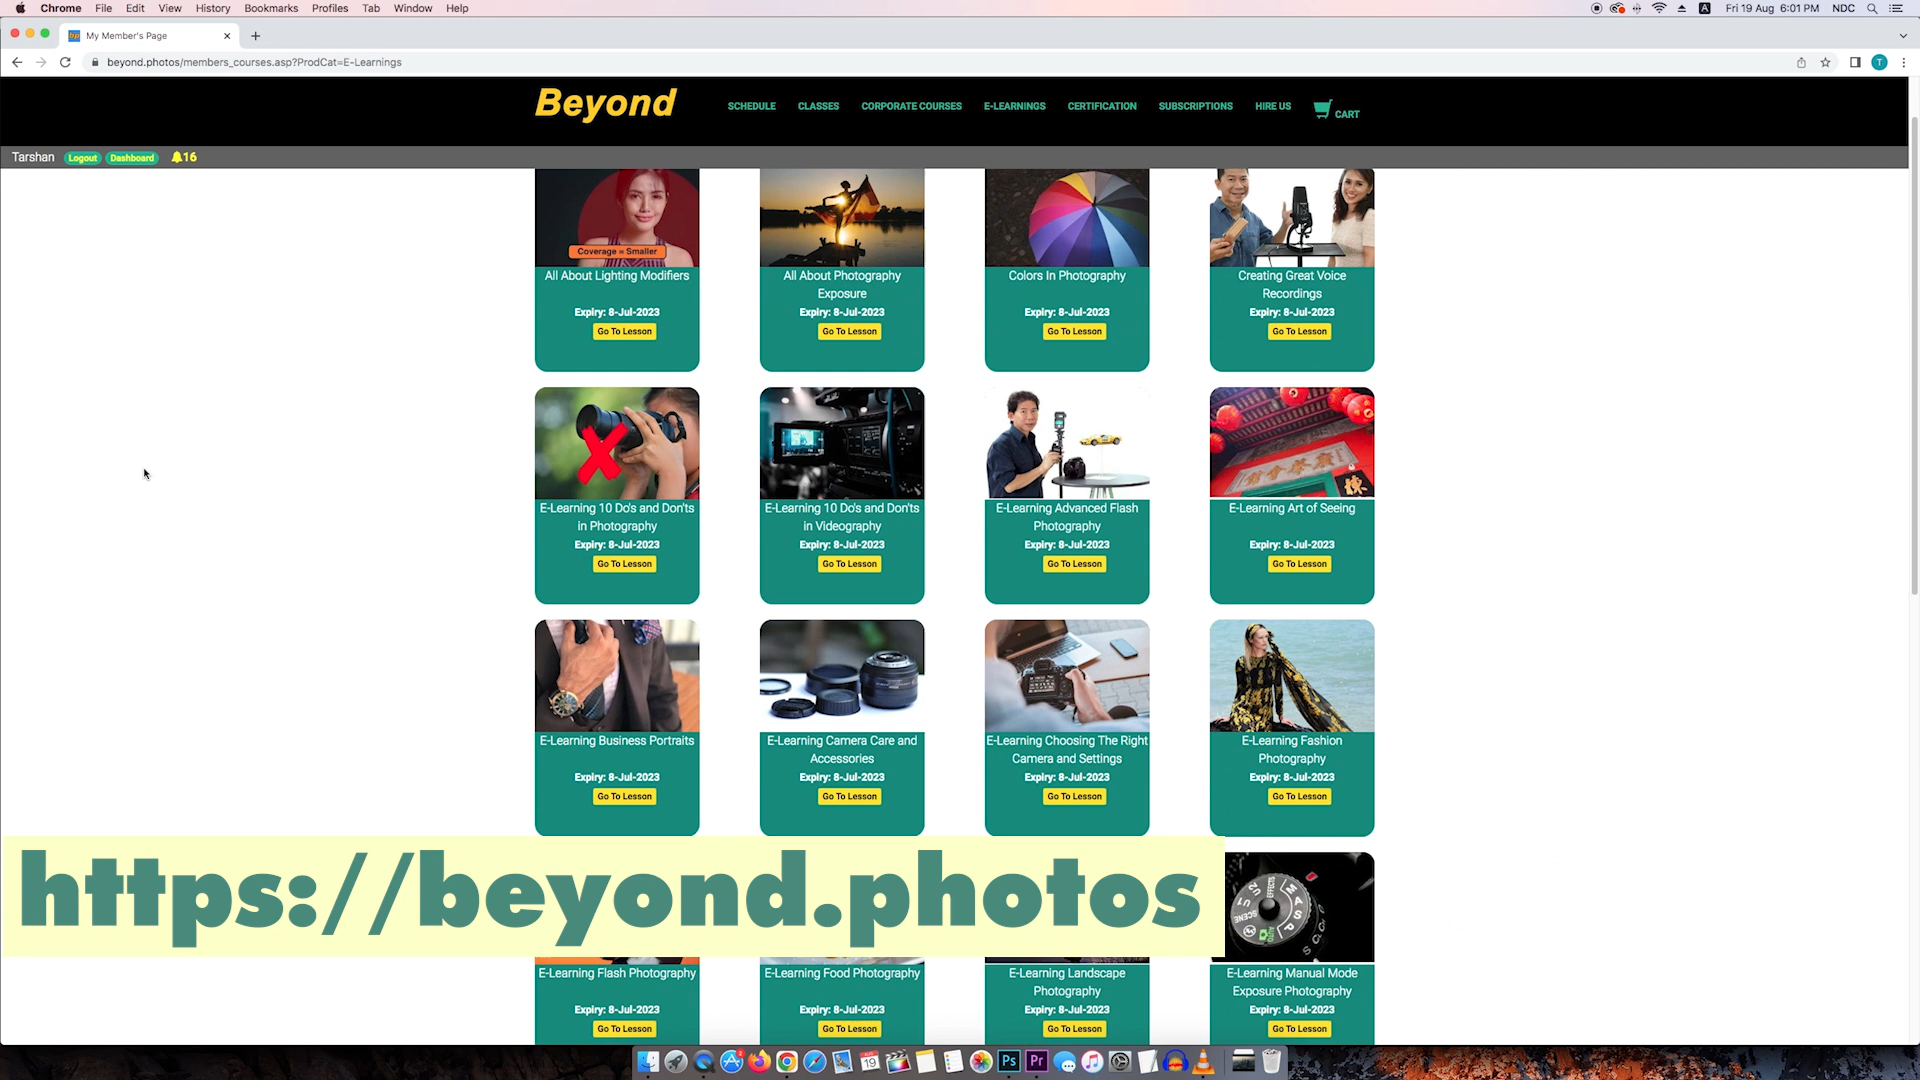 Chrome File Edit View History Bookmarks Profiles Tab Window Help
A Fri 19 Aug 6:01 PM NDC
bp My Member's Page
beyond.photos/members_courses.asp?ProdCat=E-Learnings
T
Beyond
SCHEDULE CLASSES CORPORATE COURSES E-LEARNINGS CERTIFICATION SUBSCRIPTIONS HIRE US CART
Tarshan Logout Dashboard 16
Coverage = Smaller
All About Lighting Modifiers
Expiry: 8-Jul-2023
Go To Lesson
All About Photography
Exposure
Expiry: 8-Jul-2023
Go To Lesson
Colors In Photography
Expiry: 8-Jul-2023
Go To Lesson
Creating Great Voice
Recordings
Expiry: 8-Jul-2023
Go To Lesson
E-Learning 10 Do's and Don'ts
in Photography
Expiry: 8-Jul-2023
Go To Lesson
E-Learning 10 Do's and Don'ts
in Videography
Expiry: 8-Jul-2023
Go To Lesson
E-Learning Advanced Flash
Photography
Expiry: 8-Jul-2023
Go To Lesson
E-Learning Art of Seeing
Expiry: 8-Jul-2023
Go To Lesson
E-Learning Business Portraits
Expiry: 8-Jul-2023
Go To Lesson
E-Learning Camera Care and
Accessories
Expiry: 8-Jul-2023
Go To Lesson
E-Learning Choosing The Right
Camera and Settings
Expiry: 8-Jul-2023
Go To Lesson
E-Learning Fashion
Photography
Expiry: 8-Jul-2023
Go To Lesson
https://beyond.photos
EFFECTS M A S P AUTO SCENE U1 U2
E-Learning Flash Photography
Expiry: 8-Jul-2023
Go To Lesson
E-Learning Food Photography
Expiry: 8-Jul-2023
Go To Lesson
E-Learning Landscape
Photography
Expiry: 8-Jul-2023
Go To Lesson
E-Learning Manual Mode
Exposure Photography
Expiry: 8-Jul-2023
Go To Lesson
19
Ps Pr